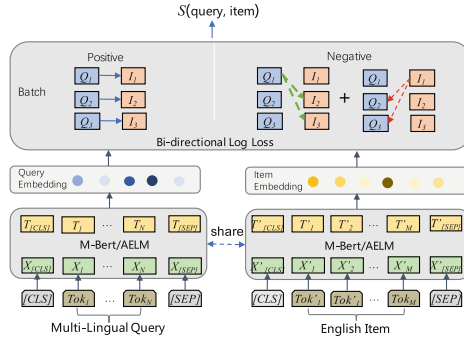 S(query, item)
Positive
Negative
Batch
Q1 I1 Q1 I1 Q1 I1
Q2 I2 Q2 I2 + Q2 I2
Q3 I3 Q3 I3 Q3 I3
Bi-directional Log Loss
Query Embedding
Item Embedding
T[CLS] T1 ... TN T[SEP]
M-Bert/AELM
X[CLS] X1 ... XN X[SEP]
share
T'[CLS] T'1 T'2 ... T'M T'[SEP]
M-Bert/AELM
X'[CLS] X'1 X'2 ... X'M X'[SEP]
[CLS] Tok1 ... TokN [SEP]
[CLS] Tok'1 Tok'2 ... TokM [SEP]
Multi-Lingual Query
English Item